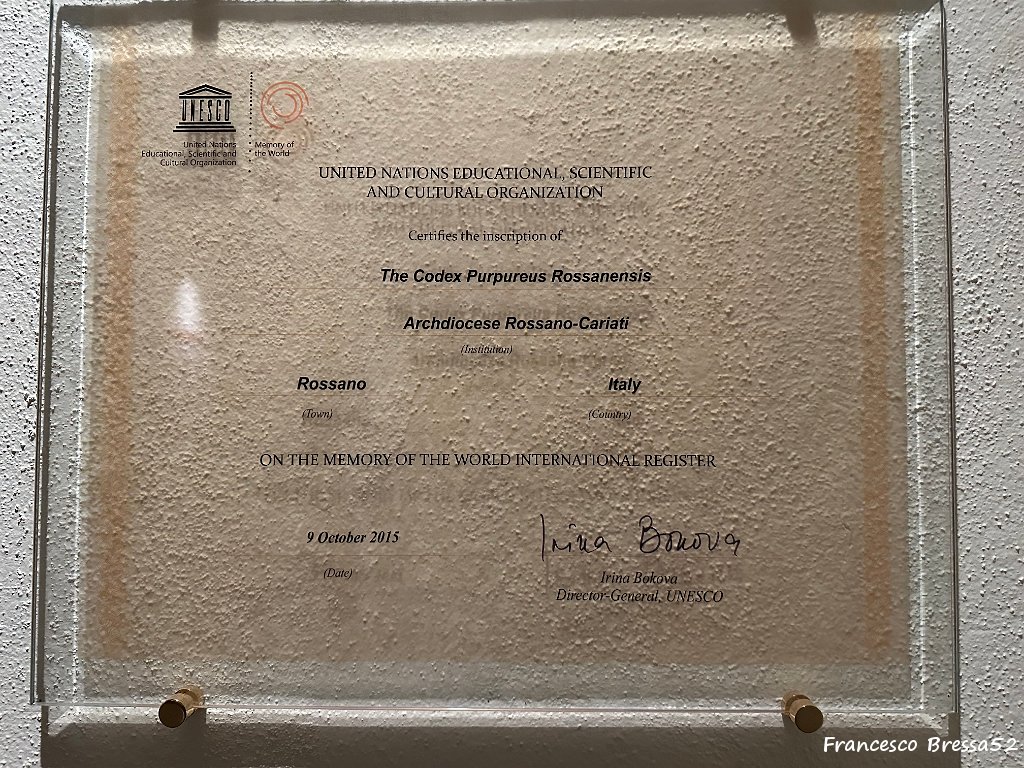 UNESCO
United Nations
Educational, Scientific and
Cultural Organization
Memory of
the World
UNITED NATIONS EDUCATIONAL, SCIENTIFIC
AND CULTURAL ORGANIZATION
Certifies the inscription of
The Codex Purpureus Rossanensis
Archdiocese Rossano-Cariati
(Institution)
Rossano Italy
(Town) (Country)
ON THE MEMORY OF THE WORLD INTERNATIONAL REGISTER
9 October 2015
(Date)
Irina Bokova
Irina Bokova
Director-General, UNESCO
Francesco Bressa52